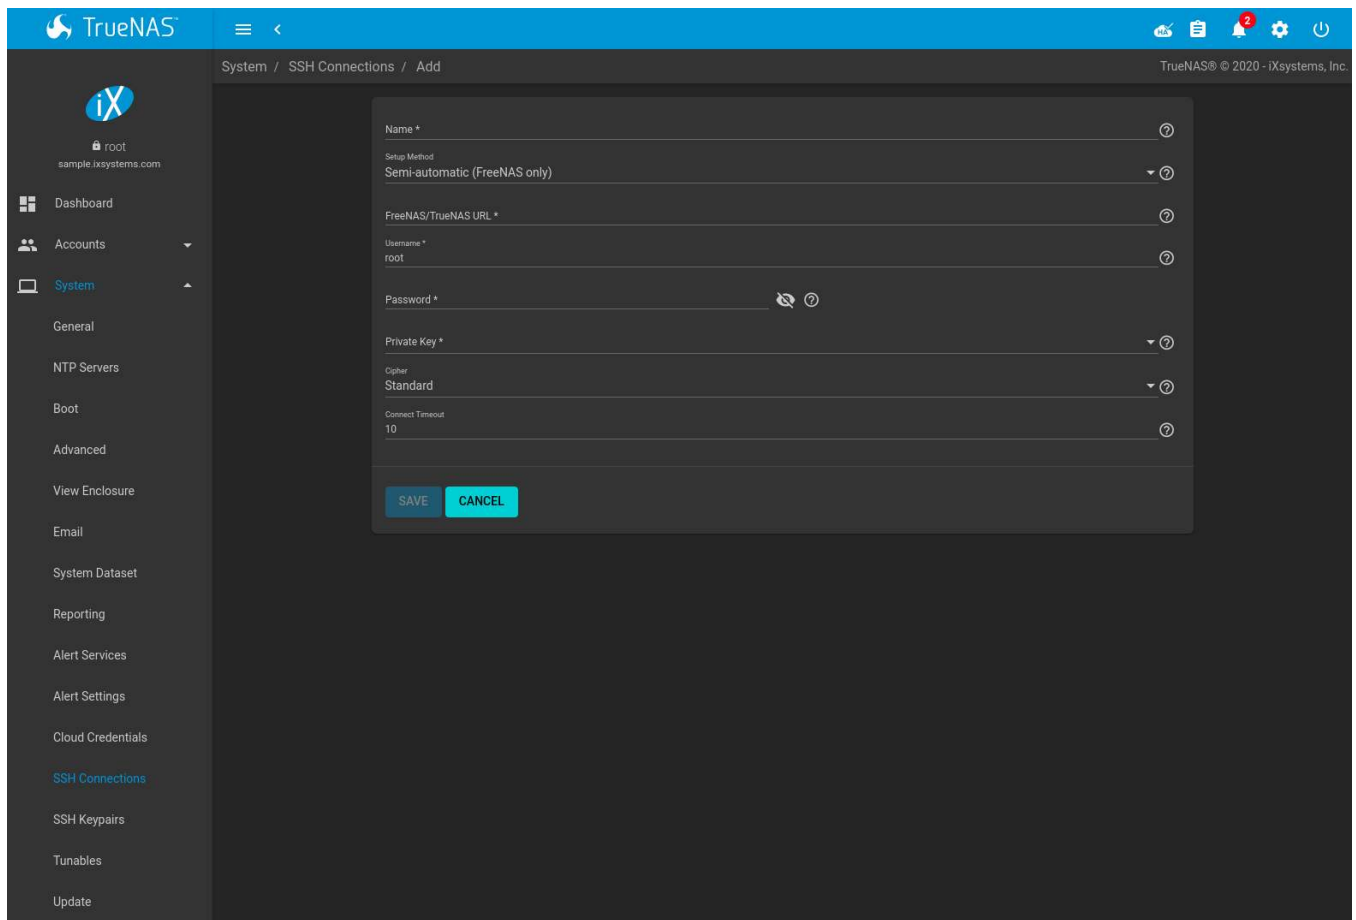 TrueNAS
HA
2
System / SSH Connections / Add
TrueNAS® © 2020 - iXsystems, Inc.
iX
root
sample.ixsystems.com
Dashboard
Accounts
System
General
NTP Servers
Boot
Advanced
View Enclosure
Email
System Dataset
Reporting
Alert Services
Alert Settings
Cloud Credentials
SSH Connections
SSH Keypairs
Tunables
Update
Name *
Setup Method
Semi-automatic (FreeNAS only)
FreeNAS/TrueNAS URL *
Username *
root
Password *
Private Key *
Cipher
Standard
Connect Timeout
10
SAVE CANCEL